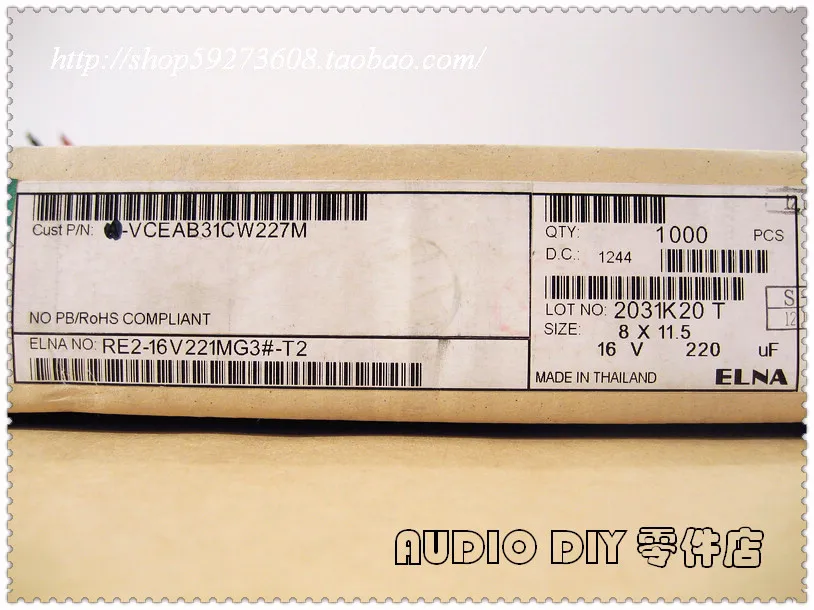 http://shop59273608.taobao.com/
Cust P/N: -VCEAB31CW227M
NO PB/RoHS COMPLIANT
ELNA NO: RE2-16V221MG3#-T2
QTY: 1000 PCS
D.C.: 1244
LOT NO: 2031K20 T
SIZE: 8 X 11.5
16 V 220 uF
MADE IN THAILAND ELNA
12
S
12
AUDIO DIY 零件店